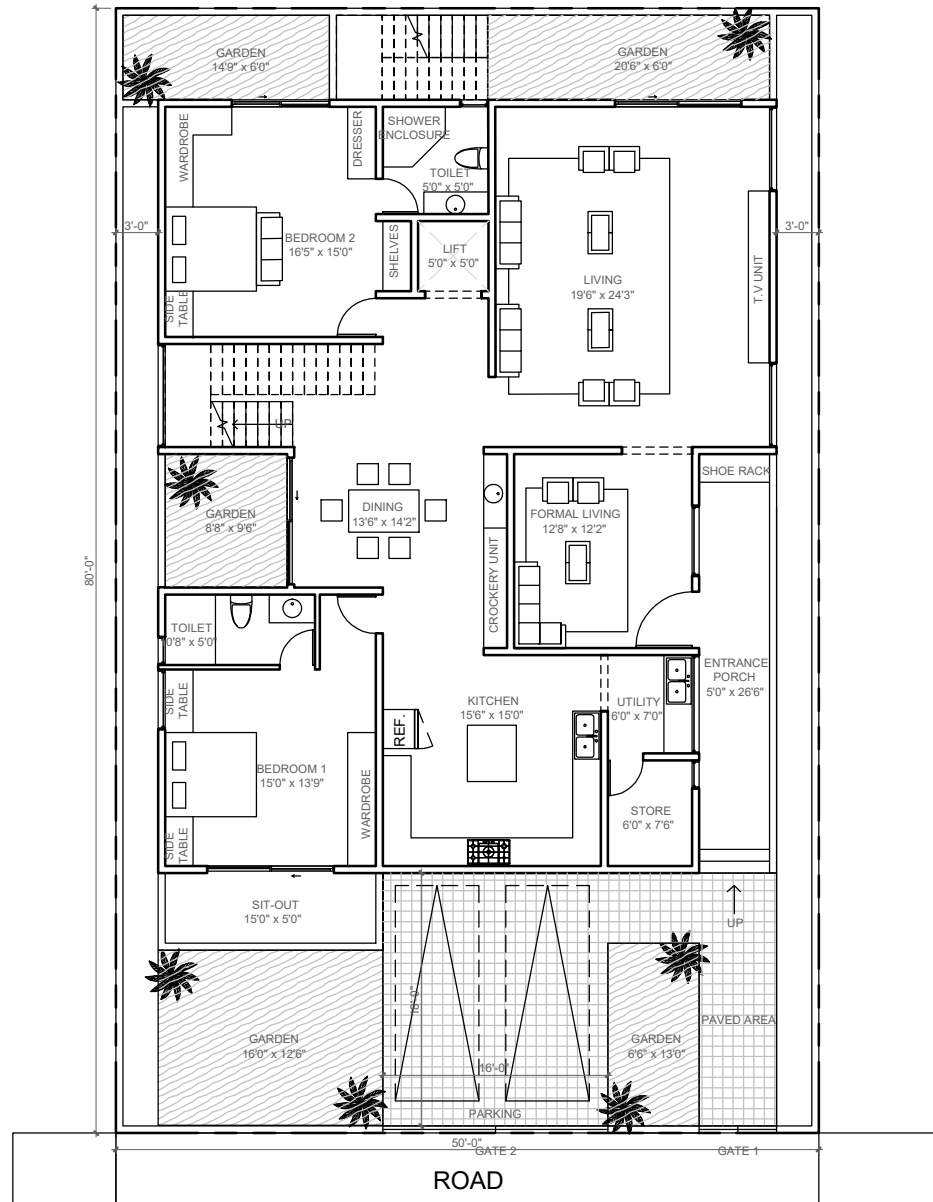 GARDEN
14'9" x 6'0"
GARDEN
20'6" x 6'0"
WARDROBE
DRESSER
SHOWER
ENCLOSURE
TOILET
5'0" x 5'0"
3'-0"
3'-0"
BEDROOM 2
16'5" x 15'0"
SHELVES
LIFT
5'0" x 5'0"
LIVING
19'6" x 24'3"
T.V UNIT
SIDE
TABLE
UP
SHOE RACK
GARDEN
8'8" x 9'6"
DINING
13'6" x 14'2"
FORMAL LIVING
12'8" x 12'2"
CROCKERY UNIT
80'-0"
TOILET
10'8" x 5'0"
ENTRANCE
PORCH
5'0" x 26'6"
SIDE
TABLE
KITCHEN
15'6" x 15'0"
UTILITY
6'0" x 7'0"
REF.
BEDROOM 1
15'0" x 13'9"
WARDROBE
STORE
6'0" x 7'6"
SIDE
TABLE
SIT-OUT
15'0" x 5'0"
UP
18'-0"
PAVED AREA
GARDEN
16'0" x 12'6"
GARDEN
6'6" x 13'0"
16'-0"
PARKING
50'-0"
GATE 2
GATE 1
ROAD